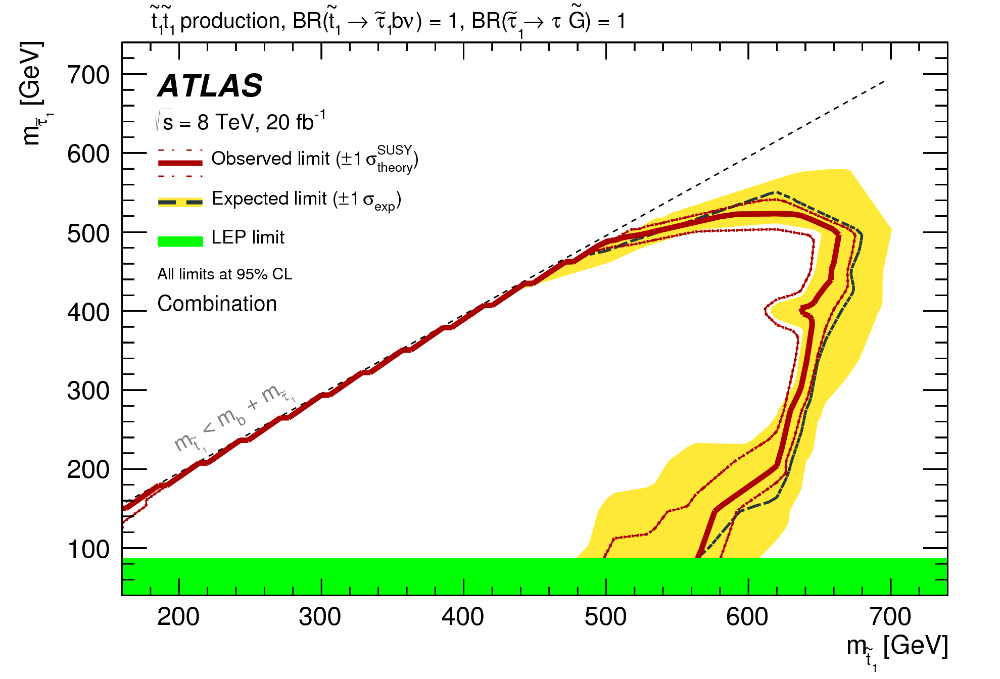 t̃₁t̃₁ production, BR(t̃₁ → τ̃₁bν) = 1, BR(τ̃₁→ τ G̃) = 1
m_τ̃₁ [GeV]
700
600
500
400
300
200
100
ATLAS
√s = 8 TeV, 20 fb⁻¹
Observed limit (±1 σ^SUSY_theory)
Expected limit (±1 σ_exp)
LEP limit
All limits at 95% CL
Combination
m_t̃₁ < m_b + m_τ̃₁
200 300 400 500 600 700
m_t̃₁ [GeV]